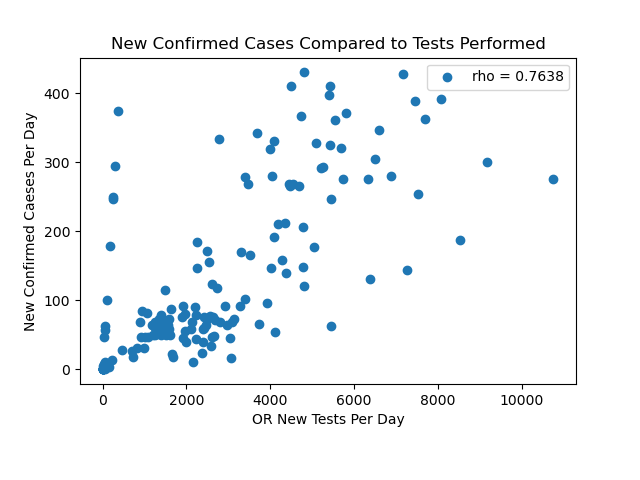 New Confirmed Cases Compared to Tests Performed
rho = 0.7638
400
300
200
100
0
New Confirmed Caeses Per Day
0 2000 4000 6000 8000 10000
OR New Tests Per Day